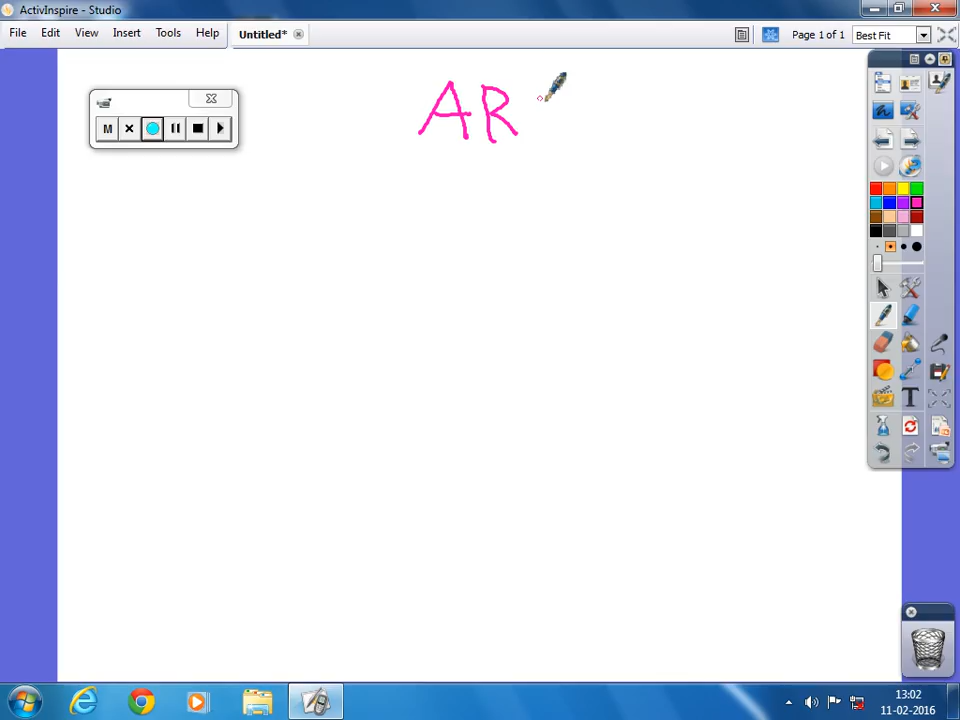 ActivInspire - Studio
File Edit View Insert Tools Help Untitled* Page 1 of 1 Best Fit
AR
M
T
13:02
11-02-2016